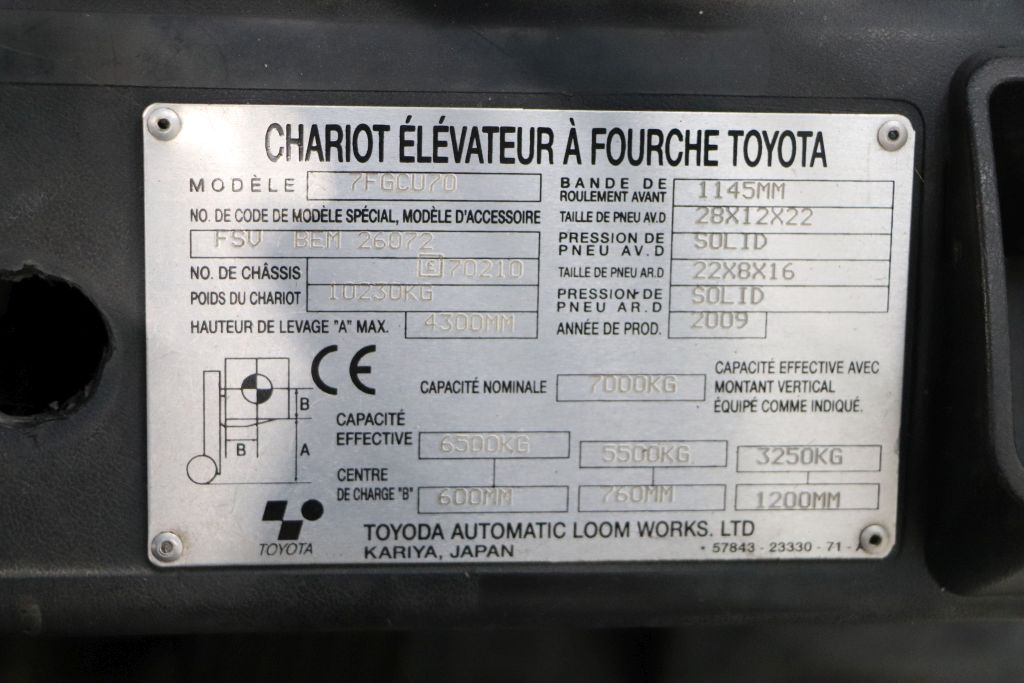 CHARIOT ÉLÉVATEUR À FOURCHE TOYOTA
MODÈLE 7FGCU70
NO. DE CODE DE MODÈLE SPÉCIAL, MODÈLE D'ACCESSOIRE
FSV BEM 26072
NO. DE CHÂSSIS E 70210
POIDS DU CHARIOT 10230KG
HAUTEUR DE LEVAGE "A" MAX. 4300MM
BANDE DE ROULEMENT AVANT 1145MM
TAILLE DE PNEU AV.D 28X12X22
PRESSION DE PNEU AV.D SOLID
TAILLE DE PNEU AR.D 22X8X16
PRESSION DE PNEU AR.D SOLID
ANNÉE DE PROD. 2009
CE
CAPACITÉ NOMINALE 7000KG
CAPACITÉ EFFECTIVE AVEC
MONTANT VERTICAL
ÉQUIPÉ COMME INDIQUÉ.
B
B
A
CAPACITÉ
EFFECTIVE 6500KG 5500KG 3250KG
CENTRE
DE CHARGE "B" 600MM 760MM 1200MM
TOYOTA
TOYODA AUTOMATIC LOOM WORKS. LTD
KARIYA, JAPAN
• 57843 - 23330 - 71 - A